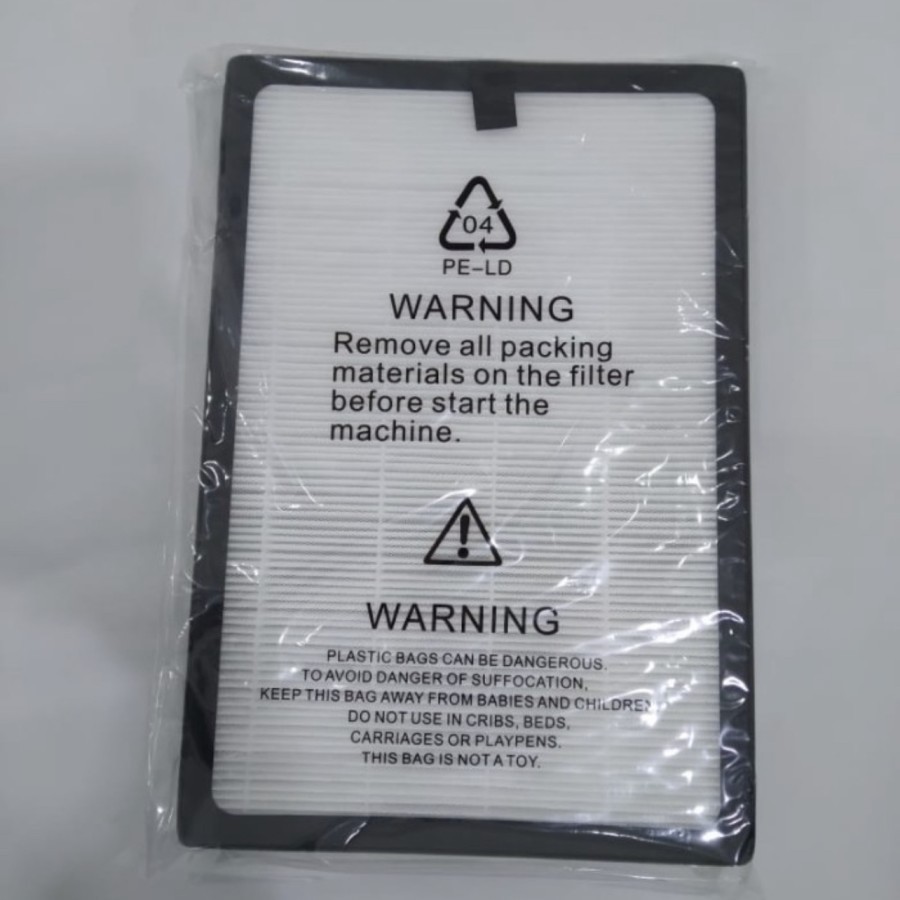 04
PE-LD
WARNING
Remove all packing
materials on the filter
before start the
machine.
WARNING
PLASTIC BAGS CAN BE DANGEROUS.
TO AVOID DANGER OF SUFFOCATION,
KEEP THIS BAG AWAY FROM BABIES AND CHILDREN
DO NOT USE IN CRIBS, BEDS,
CARRIAGES OR PLAYPENS.
THIS BAG IS NOT A TOY.